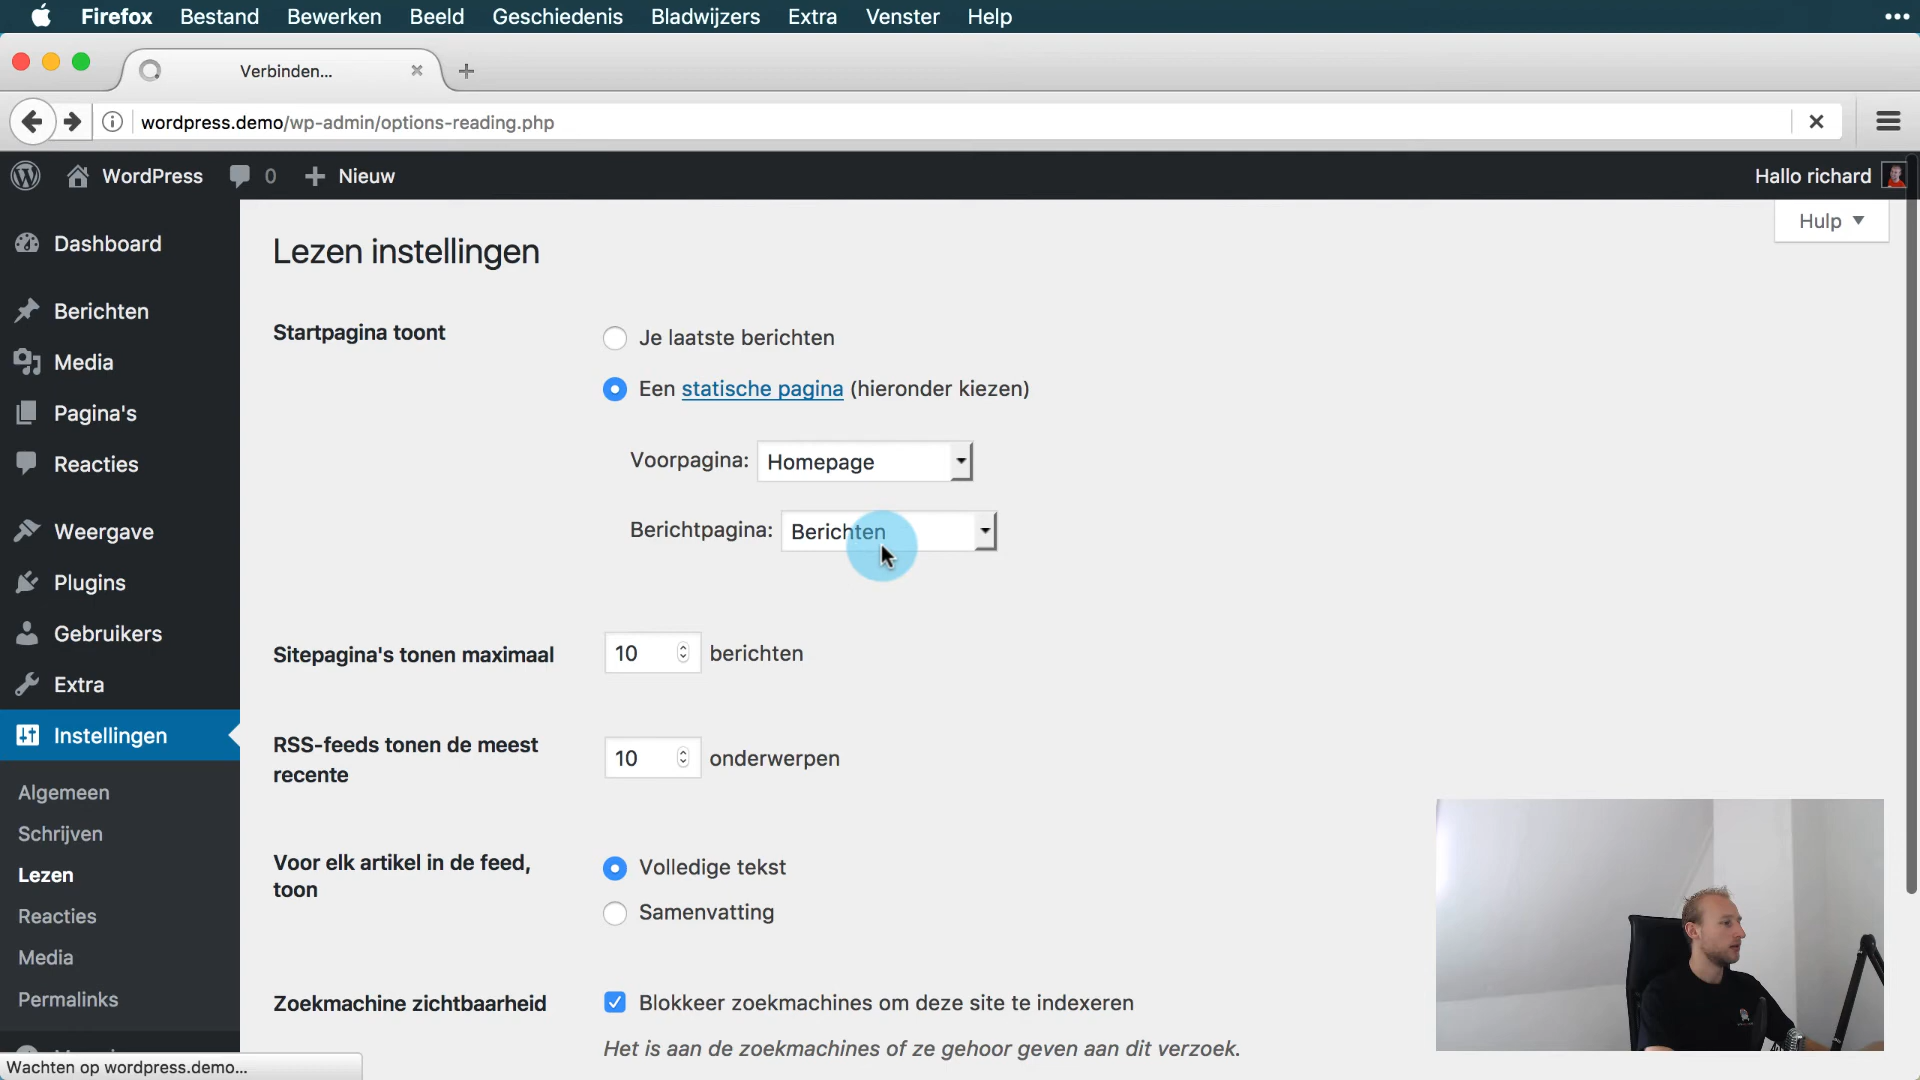 Firefox Bestand Bewerken Beeld Geschiedenis Bladwijzers Extra Venster Help
Verbinden...
wordpress.demo/wp-admin/options-reading.php
WordPress 0 Nieuw Hallo richard
Hulp
Dashboard
Berichten
Media
Pagina's
Reacties
Weergave
Plugins
Gebruikers
Extra
Instellingen
Algemeen
Schrijven
Lezen
Reacties
Media
Permalinks
Lezen instellingen
Startpagina toont
Je laatste berichten
Een statische pagina (hieronder kiezen)
Voorpagina: Homepage
Berichtpagina: Berichten
Sitepagina's tonen maximaal 10 berichten
RSS-feeds tonen de meest
recente
10 onderwerpen
Voor elk artikel in de feed,
toon
Volledige tekst
Samenvatting
Zoekmachine zichtbaarheid
Blokkeer zoekmachines om deze site te indexeren
Het is aan de zoekmachines of ze gehoor geven aan dit verzoek.
Wachten op wordpress.demo...